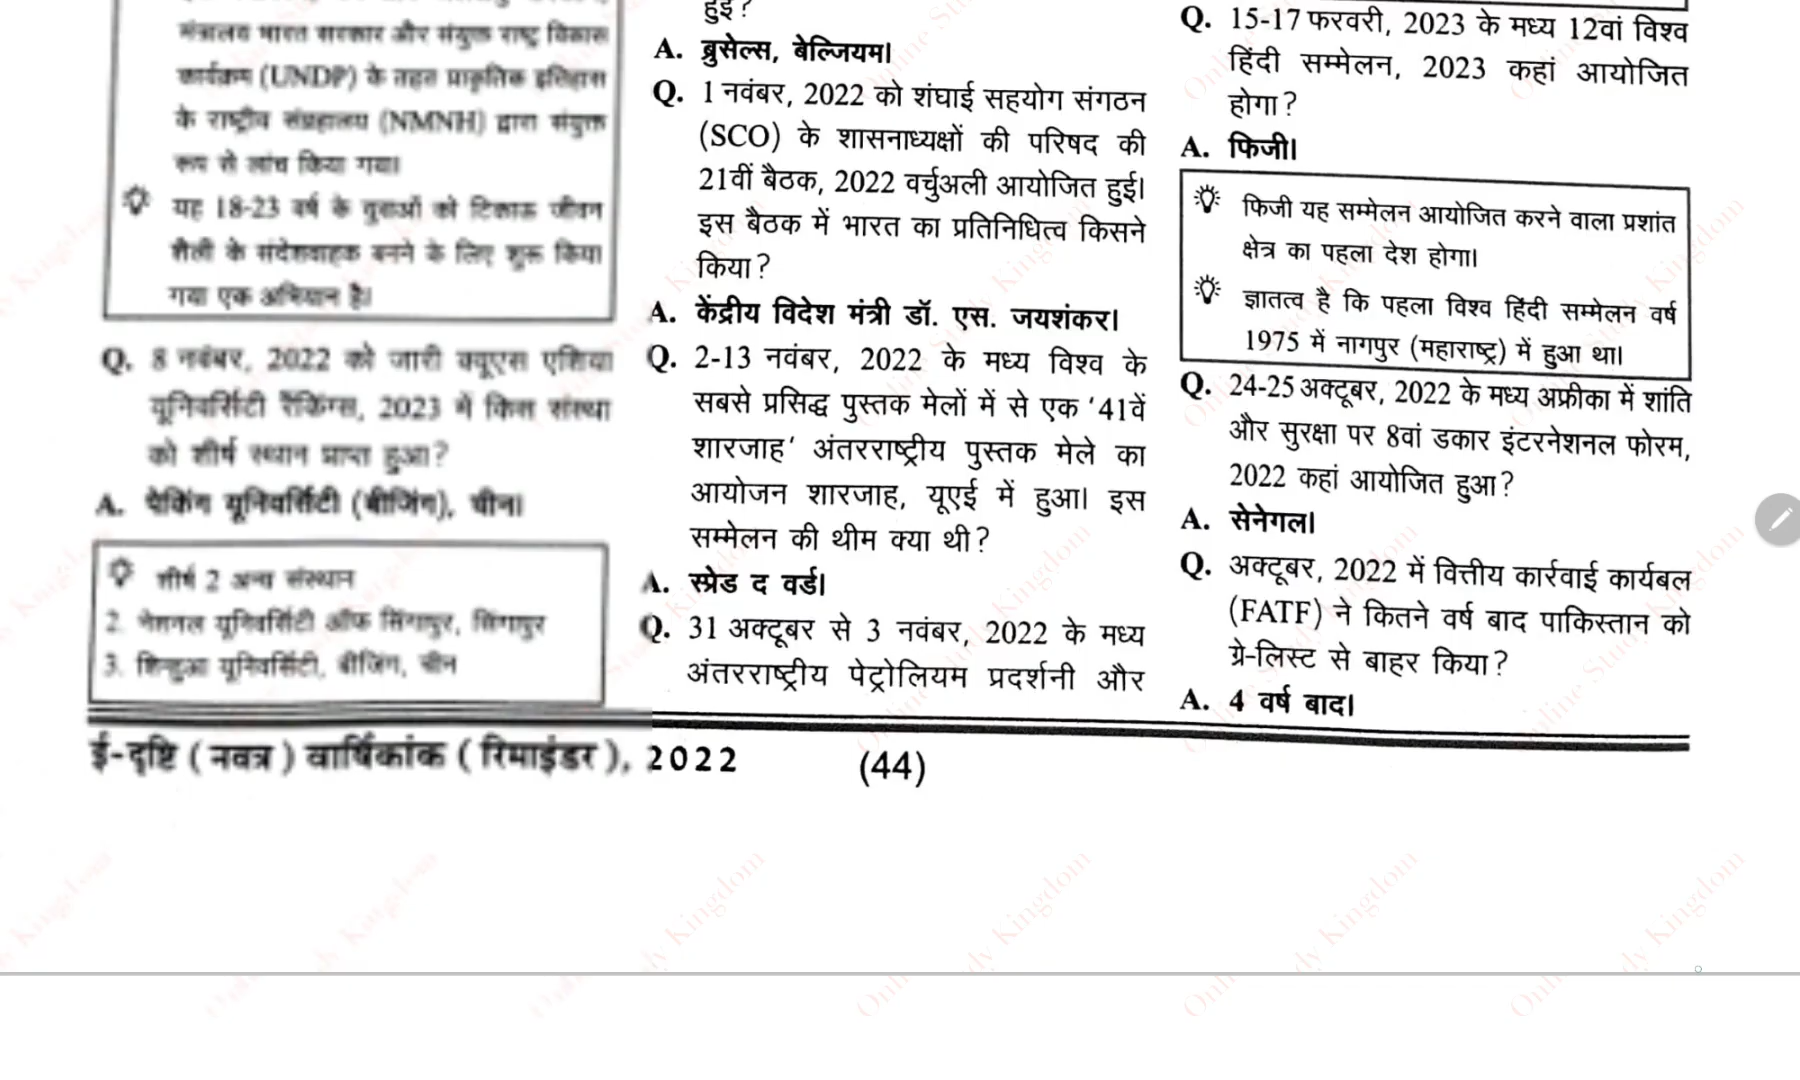 मंत्रालय भारत सरकार और संयुक्त राष्ट्र विकास
कार्यक्रम (UNDP) के तहत प्राकृतिक इतिहास
के राष्ट्रीय संग्रहालय (NMNH) द्वारा संयुक्त
रूप से लांच किया गया।
यह 18-23 वर्ष के युवाओं को टिकाऊ जीवन
शैली के संदेशवाहक बनने के लिए शुरू किया
गया एक अभियान है।
Q. 8 नवंबर, 2022 को जारी क्यूएस एशिया
यूनिवर्सिटी रैंकिंग्स, 2023 में किस संस्था
को शीर्ष स्थान प्राप्त हुआ?
A. पेकिंग यूनिवर्सिटी (बीजिंग), चीन।
शीर्ष 2 अन्य संस्थान
2. नेशनल यूनिवर्सिटी ऑफ सिंगापुर, सिंगापुर
3. शिन्हुआ यूनिवर्सिटी, बीजिंग, चीन
हुई?
A. ब्रुसेल्स, बेल्जियम।
Q. 1 नवंबर, 2022 को शंघाई सहयोग संगठन
(SCO) के शासनाध्यक्षों की परिषद की
21वीं बैठक, 2022 वर्चुअली आयोजित हुई।
इस बैठक में भारत का प्रतिनिधित्व किसने
किया?
A. केंद्रीय विदेश मंत्री डॉ. एस. जयशंकर।
Q. 2-13 नवंबर, 2022 के मध्य विश्व के
सबसे प्रसिद्ध पुस्तक मेलों में से एक ‘41वें
शारजाह‘ अंतरराष्ट्रीय पुस्तक मेले का
आयोजन शारजाह, यूएई में हुआ। इस
सम्मेलन की थीम क्या थी?
A. स्प्रेड द वर्ड।
Q. 31 अक्टूबर से 3 नवंबर, 2022 के मध्य
अंतरराष्ट्रीय पेट्रोलियम प्रदर्शनी और
Q. 15-17 फरवरी, 2023 के मध्य 12वां विश्व
हिंदी सम्मेलन, 2023 कहां आयोजित
होगा?
A. फिजी।
फिजी यह सम्मेलन आयोजित करने वाला प्रशांत
क्षेत्र का पहला देश होगा।
ज्ञातव्य है कि पहला विश्व हिंदी सम्मेलन वर्ष
1975 में नागपुर (महाराष्ट्र) में हुआ था।
Q. 24-25 अक्टूबर, 2022 के मध्य अफ्रीका में शांति
और सुरक्षा पर 8वां डकार इंटरनेशनल फोरम,
2022 कहां आयोजित हुआ?
A. सेनेगल।
Q. अक्टूबर, 2022 में वित्तीय कार्रवाई कार्यबल
(FATF) ने कितने वर्ष बाद पाकिस्तान को
ग्रे-लिस्ट से बाहर किया?
A. 4 वर्ष बाद।
ई-दृष्टि ( नवत्र ) वार्षिकांक ( रिमाइंडर ), 2022 (44)
Online Study Kingdom